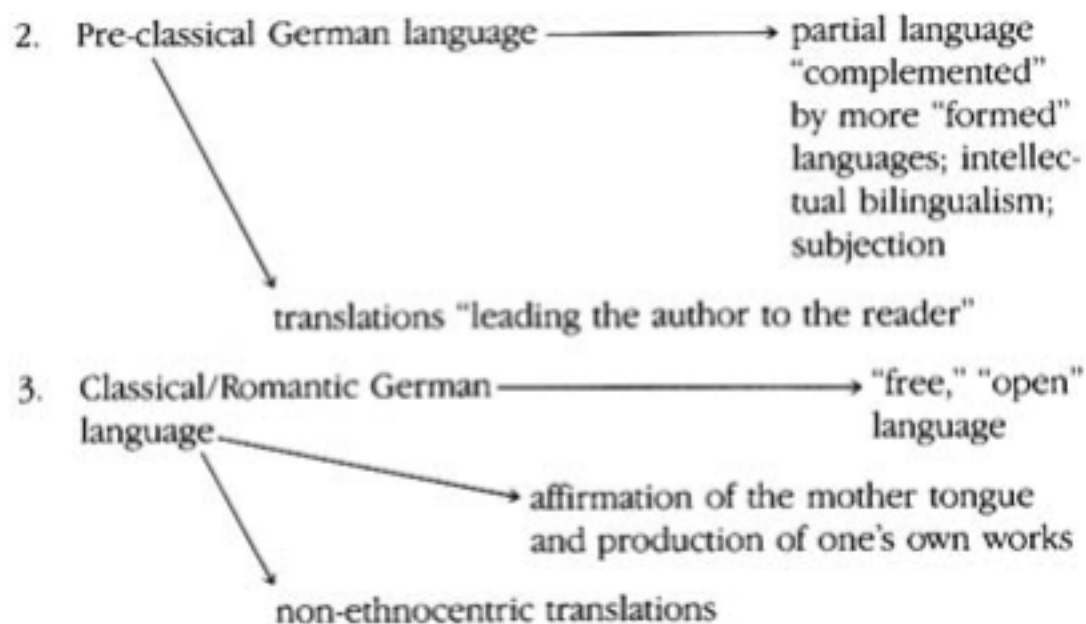 2. Pre-classical German language
partial language
“complemented”
by more “formed”
languages; intellec-
tual bilingualism;
subjection
translations “leading the author to the reader”
3. Classical/Romantic German
language
“free,” “open”
language
affirmation of the mother tongue
and production of one’s own works
non-ethnocentric translations